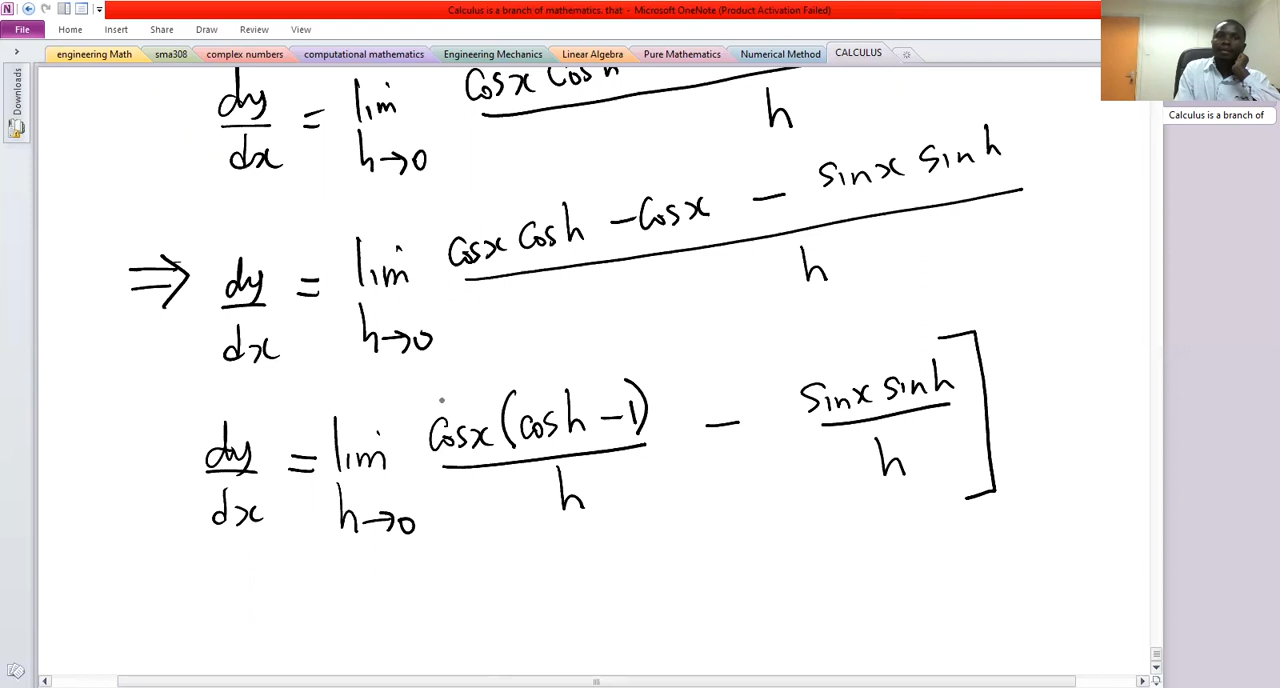 Calculus is a branch of mathematics. that - Microsoft OneNote (Product Activation Failed)
File Home Insert Share Draw Review View
engineering Math sma308 complex numbers computational mathematics Engineering Mechanics Linear Algebra Pure Mathematics Numerical Method CALCULUS
Downloads
Calculus is a branch of
dy/dx = lim h→0 cosx cosh / h
⇒ dy/dx = lim h→0 (cosx cosh - cosx - sinx sinh) / h
dy/dx = lim h→0 cosx(cosh - 1) / h - sinx sinh / h ]